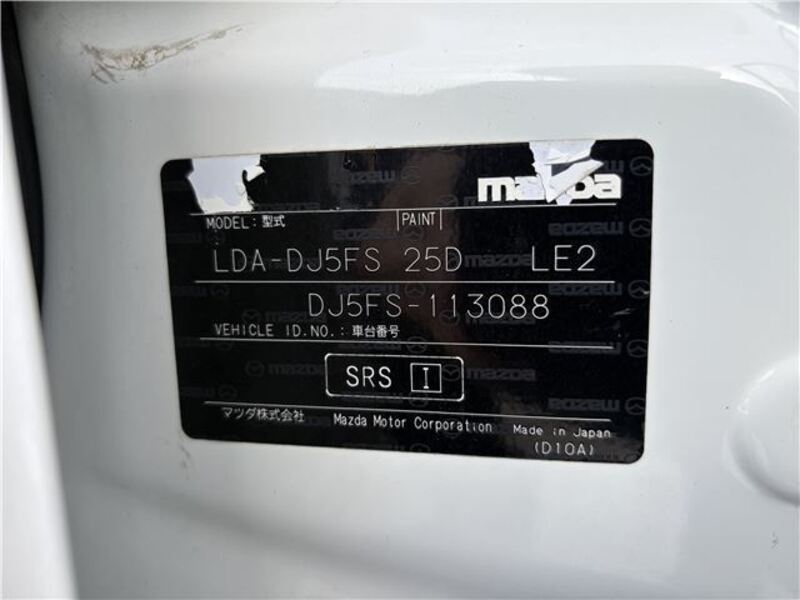 mazda
MODEL: 型式 PAINT
LDA-DJ5FS 25D LE2
DJ5FS-113088
VEHICLE ID.NO.: 車台番号
SRS I
マツダ株式会社 Mazda Motor Corporation Made in Japan
(D10A)